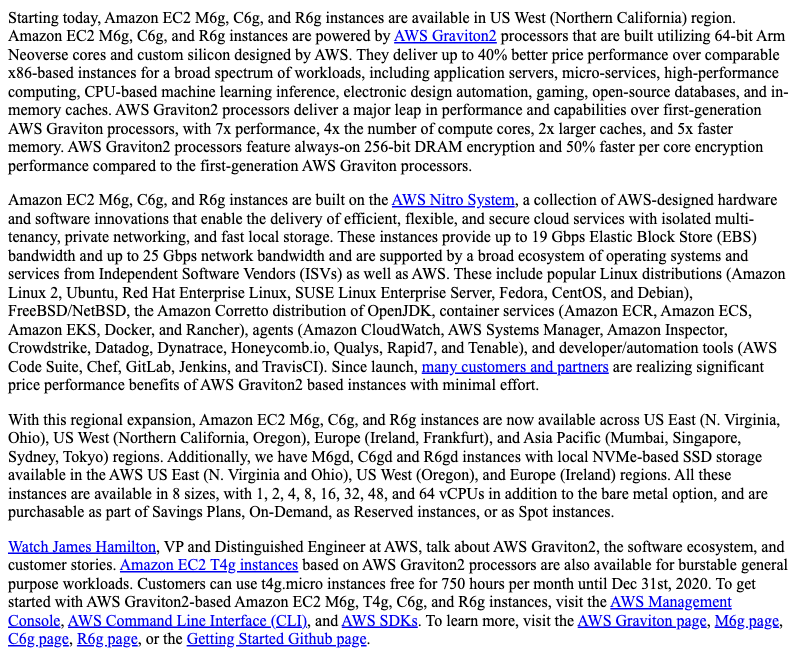 Starting today, Amazon EC2 M6g, C6g, and R6g instances are available in US West (Northern California) region.
Amazon EC2 M6g, C6g, and R6g instances are powered by AWS Graviton2 processors that are built utilizing 64-bit Arm
Neoverse cores and custom silicon designed by AWS. They deliver up to 40% better price performance over comparable
x86-based instances for a broad spectrum of workloads, including application servers, micro-services, high-performance
computing, CPU-based machine learning inference, electronic design automation, gaming, open-source databases, and in-
memory caches. AWS Graviton2 processors deliver a major leap in performance and capabilities over first-generation
AWS Graviton processors, with 7x performance, 4x the number of compute cores, 2x larger caches, and 5x faster
memory. AWS Graviton2 processors feature always-on 256-bit DRAM encryption and 50% faster per core encryption
performance compared to the first-generation AWS Graviton processors.
Amazon EC2 M6g, C6g, and R6g instances are built on the AWS Nitro System, a collection of AWS-designed hardware
and software innovations that enable the delivery of efficient, flexible, and secure cloud services with isolated multi-
tenancy, private networking, and fast local storage. These instances provide up to 19 Gbps Elastic Block Store (EBS)
bandwidth and up to 25 Gbps network bandwidth and are supported by a broad ecosystem of operating systems and
services from Independent Software Vendors (ISVs) as well as AWS. These include popular Linux distributions (Amazon
Linux 2, Ubuntu, Red Hat Enterprise Linux, SUSE Linux Enterprise Server, Fedora, CentOS, and Debian),
FreeBSD/NetBSD, the Amazon Corretto distribution of OpenJDK, container services (Amazon ECR, Amazon ECS,
Amazon EKS, Docker, and Rancher), agents (Amazon CloudWatch, AWS Systems Manager, Amazon Inspector,
Crowdstrike, Datadog, Dynatrace, Honeycomb.io, Qualys, Rapid7, and Tenable), and developer/automation tools (AWS
Code Suite, Chef, GitLab, Jenkins, and TravisCI). Since launch, many customers and partners are realizing significant
price performance benefits of AWS Graviton2 based instances with minimal effort.
With this regional expansion, Amazon EC2 M6g, C6g, and R6g instances are now available across US East (N. Virginia,
Ohio), US West (Northern California, Oregon), Europe (Ireland, Frankfurt), and Asia Pacific (Mumbai, Singapore,
Sydney, Tokyo) regions. Additionally, we have M6gd, C6gd and R6gd instances with local NVMe-based SSD storage
available in the AWS US East (N. Virginia and Ohio), US West (Oregon), and Europe (Ireland) regions. All these
instances are available in 8 sizes, with 1, 2, 4, 8, 16, 32, 48, and 64 vCPUs in addition to the bare metal option, and are
purchasable as part of Savings Plans, On-Demand, as Reserved instances, or as Spot instances.
Watch James Hamilton, VP and Distinguished Engineer at AWS, talk about AWS Graviton2, the software ecosystem, and
customer stories. Amazon EC2 T4g instances based on AWS Graviton2 processors are also available for burstable general
purpose workloads. Customers can use t4g.micro instances free for 750 hours per month until Dec 31st, 2020. To get
started with AWS Graviton2-based Amazon EC2 M6g, T4g, C6g, and R6g instances, visit the AWS Management
Console, AWS Command Line Interface (CLI), and AWS SDKs. To learn more, visit the AWS Graviton page, M6g page,
C6g page, R6g page, or the Getting Started Github page.